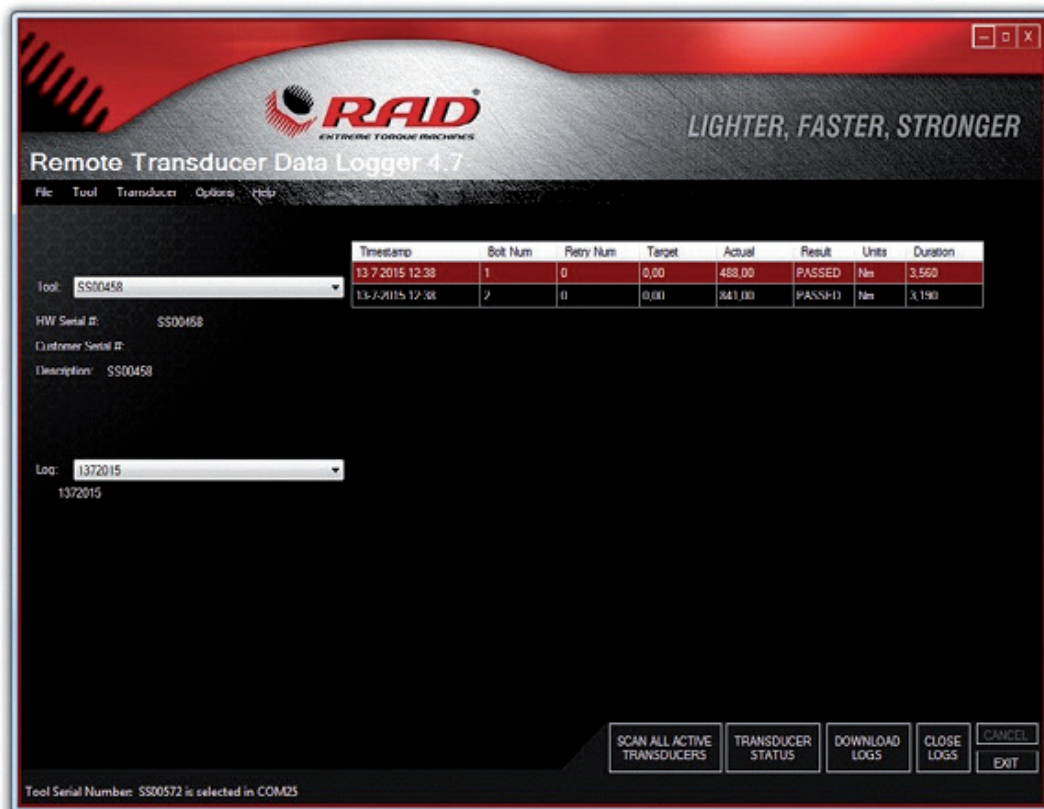 RAD®
EXTREME TORQUE MACHINES
LIGHTER, FASTER, STRONGER
Remote Transducer Data Logger 4.7
File Tool Transducer Options Help
Timestamp Bolt Num Retry Num Target Actual Result Units Duration
13-7-2015 12:38 1 0 0,00 488,00 PASSED Nm 3,560
13-7-2015 12:38 2 0 0,00 841,00 PASSED Nm 3,190
Tool: SS00458
HW Serial #: SS00458
Customer Serial #:
Description: SS00458
Log: 1372015
1372015
SCAN ALL ACTIVE TRANSDUCERS
TRANSDUCER STATUS
DOWNLOAD LOGS
CLOSE LOGS
CANCEL
EXIT
Tool Serial Number: SS00572 is selected in COM25